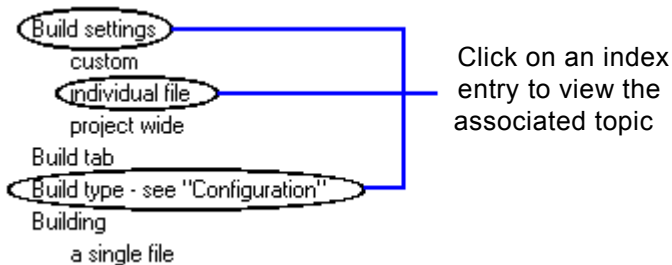 Build settings
custom
individual file
project wide
Build tab
Build type - see "Configuration"
Building
a single file
Click on an index
entry to view the
associated topic